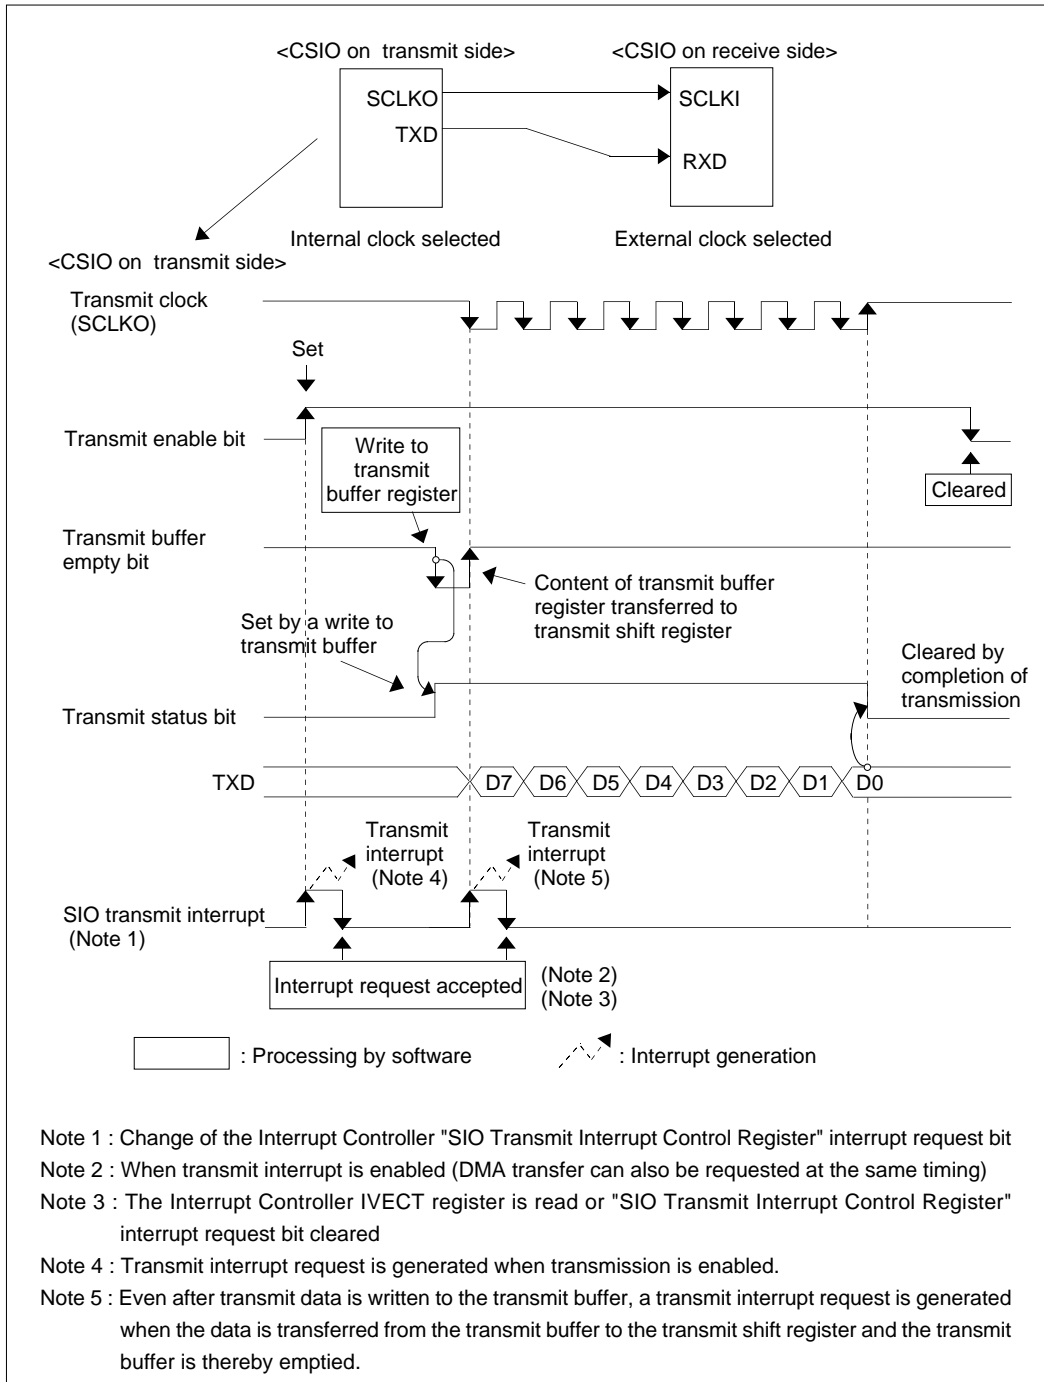 <CSIO on transmit side>
<CSIO on receive side>
SCLKO
SCLKI
TXD
RXD
Internal clock selected
External clock selected
<CSIO on transmit side>
Transmit clock
(SCLKO)
Set
Transmit enable bit
Write to
transmit
buffer register
Cleared
Transmit buffer
empty bit
Content of transmit buffer
register transferred to
transmit shift register
Set by a write to
transmit buffer
Cleared by
completion of
transmission
Transmit status bit
TXD
D7
D6
D5
D4
D3
D2
D1
D0
Transmit
interrupt
(Note 4)
Transmit
interrupt
(Note 5)
SIO transmit interrupt
(Note 1)
Interrupt request accepted
(Note 2)
(Note 3)
: Processing by software
: Interrupt generation
Note 1 : Change of the Interrupt Controller "SIO Transmit Interrupt Control Register" interrupt request bit
Note 2 : When transmit interrupt is enabled (DMA transfer can also be requested at the same timing)
Note 3 : The Interrupt Controller IVECT register is read or "SIO Transmit Interrupt Control Register"
interrupt request bit cleared
Note 4 : Transmit interrupt request is generated when transmission is enabled.
Note 5 : Even after transmit data is written to the transmit buffer, a transmit interrupt request is generated
when the data is transferred from the transmit buffer to the transmit shift register and the transmit
buffer is thereby emptied.